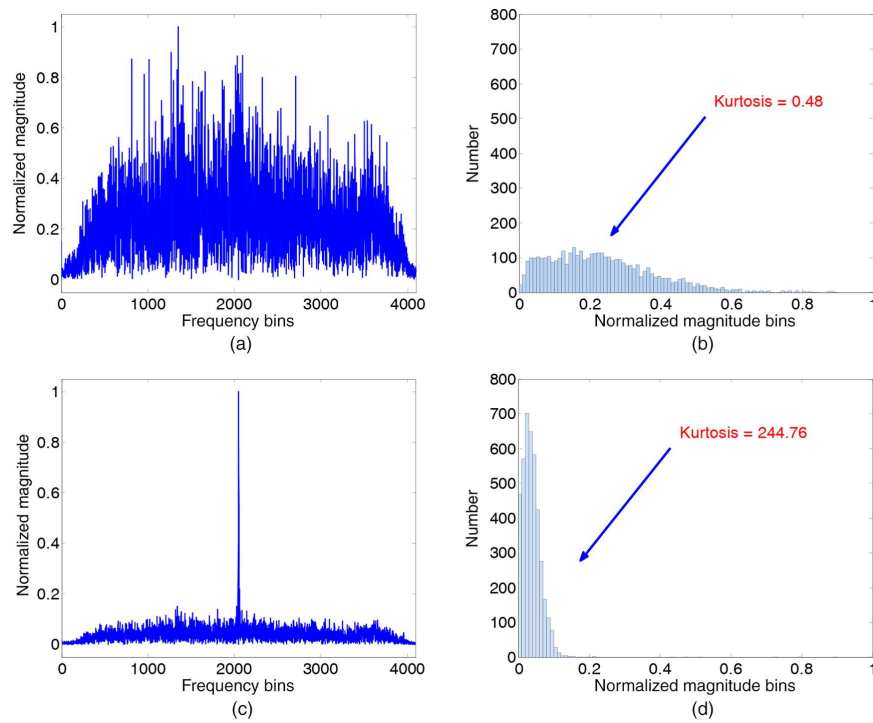 1
0.8
0.6
0.4
0.2
0
Normalized magnitude
0 1000 2000 3000 4000
Frequency bins
(a)
800
700
600
500
400
300
200
100
0
Number
Kurtosis = 0.48
0 0.2 0.4 0.6 0.8 1
Normalized magnitude bins
(b)
1
0.8
0.6
0.4
0.2
0
Normalized magnitude
0 1000 2000 3000 4000
Frequency bins
(c)
800
700
600
500
400
300
200
100
0
Number
Kurtosis = 244.76
0 0.2 0.4 0.6 0.8 1
Normalized magnitude bins
(d)